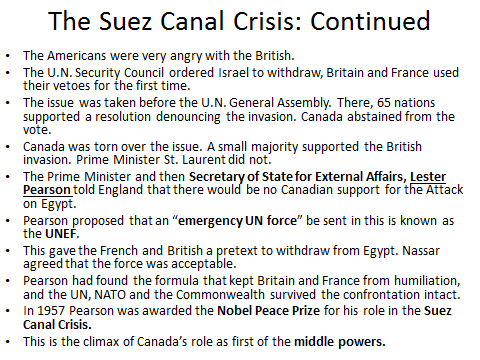 The Suez Canal Crisis: Continued
• The Americans were very angry with the British.
• The U.N. Security Council ordered Israel to withdraw, Britain and France used
their vetoes for the first time.
• The issue was taken before the U.N. General Assembly. There, 65 nations
supported a resolution denouncing the invasion. Canada abstained from the
vote.
• Canada was torn over the issue. A small majority supported the British
invasion. Prime Minister St. Laurent did not.
• The Prime Minister and then Secretary of State for External Affairs, Lester
Pearson told England that there would be no Canadian support for the Attack
on Egypt.
• Pearson proposed that an “emergency UN force” be sent in this is known as
the UNEF.
• This gave the French and British a pretext to withdraw from Egypt. Nassar
agreed that the force was acceptable.
• Pearson had found the formula that kept Britain and France from humiliation,
and the UN, NATO and the Commonwealth survived the confrontation intact.
• In 1957 Pearson was awarded the Nobel Peace Prize for his role in the Suez
Canal Crisis.
• This is the climax of Canada’s role as first of the middle powers.